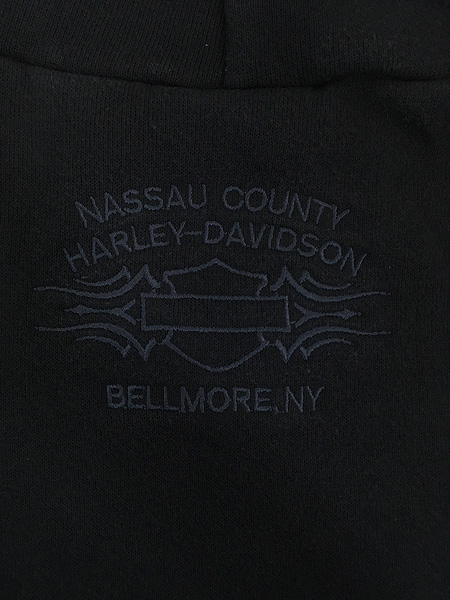 NASSAU COUNTY
HARLEY-DAVIDSON
BELLMORE, NY